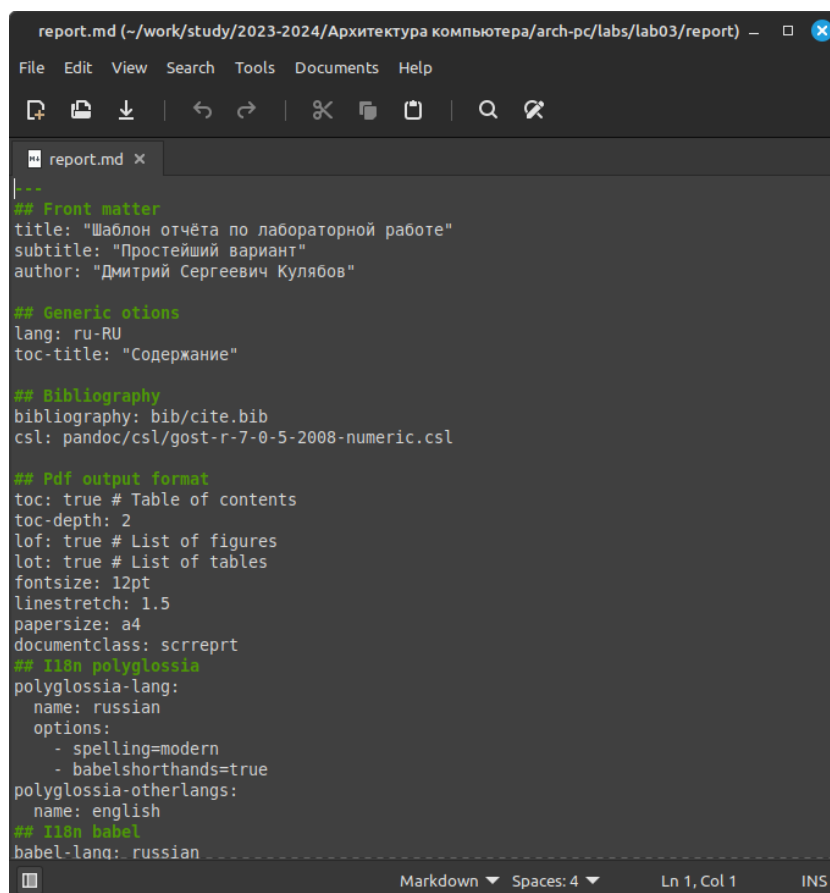 report.md (~/work/study/2023-2024/Архитектура компьютера/arch-pc/labs/lab03/report)
File Edit View Search Tools Documents Help
report.md
---
## Front matter
title: "Шаблон отчёта по лабораторной работе"
subtitle: "Простейший вариант"
author: "Дмитрий Сергеевич Кулябов"
## Generic otions
lang: ru-RU
toc-title: "Содержание"
## Bibliography
bibliography: bib/cite.bib
csl: pandoc/csl/gost-r-7-0-5-2008-numeric.csl
## Pdf output format
toc: true # Table of contents
toc-depth: 2
lof: true # List of figures
lot: true # List of tables
fontsize: 12pt
linestretch: 1.5
papersize: a4
documentclass: scrreprt
## I18n polyglossia
polyglossia-lang:
  name: russian
  options:
    - spelling=modern
    - babelshorthands=true
polyglossia-otherlangs:
  name: english
## I18n babel
babel-lang: russian
Markdown Spaces: 4 Ln 1, Col 1 INS